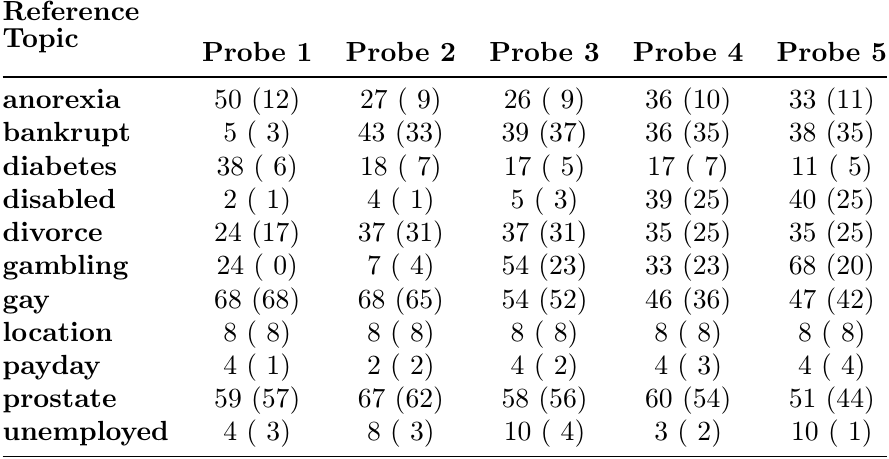 Reference
Topic
Probe 1 Probe 2 Probe 3 Probe 4 Probe 5
anorexia 50 (12) 27 ( 9) 26 ( 9) 36 (10) 33 (11)
bankrupt 5 ( 3) 43 (33) 39 (37) 36 (35) 38 (35)
diabetes 38 ( 6) 18 ( 7) 17 ( 5) 17 ( 7) 11 ( 5)
disabled 2 ( 1) 4 ( 1) 5 ( 3) 39 (25) 40 (25)
divorce 24 (17) 37 (31) 37 (31) 35 (25) 35 (25)
gambling 24 ( 0) 7 ( 4) 54 (23) 33 (23) 68 (20)
gay 68 (68) 68 (65) 54 (52) 46 (36) 47 (42)
location 8 ( 8) 8 ( 8) 8 ( 8) 8 ( 8) 8 ( 8)
payday 4 ( 1) 2 ( 2) 4 ( 2) 4 ( 3) 4 ( 4)
prostate 59 (57) 67 (62) 58 (56) 60 (54) 51 (44)
unemployed 4 ( 3) 8 ( 3) 10 ( 4) 3 ( 2) 10 ( 1)